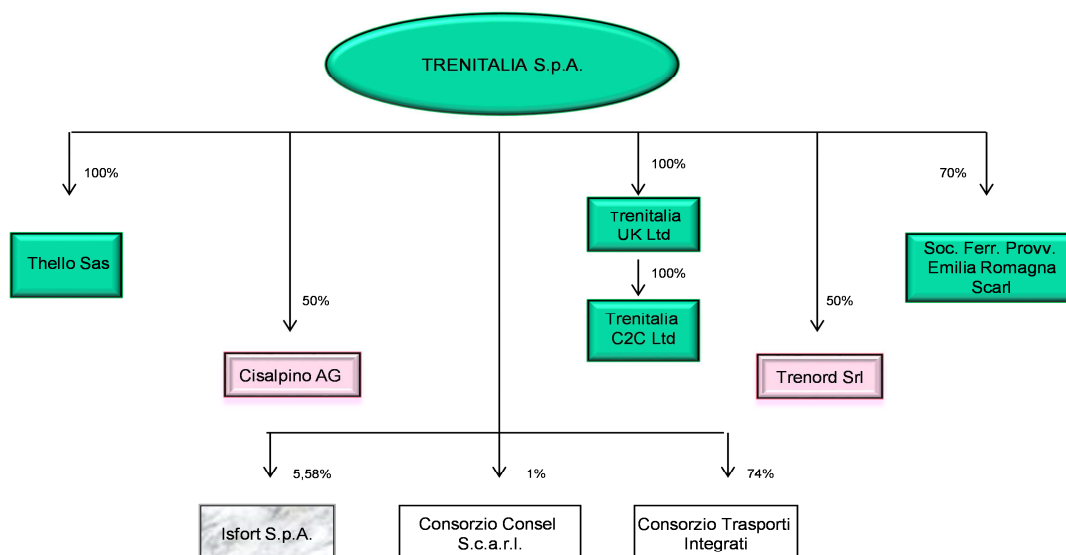 TRENITALIA S.p.A.
100%
100%
70%
Thello Sas
Trenitalia
UK Ltd
Soc. Ferr. Provv.
Emilia Romagna
Scarl
100%
50%
50%
Trenitalia
C2C Ltd
Cisalpino AG
Trenord Srl
5,58%
1%
74%
Isfort S.p.A.
Consorzio Consel
S.c.a.r.l.
Consorzio Trasporti
Integrati